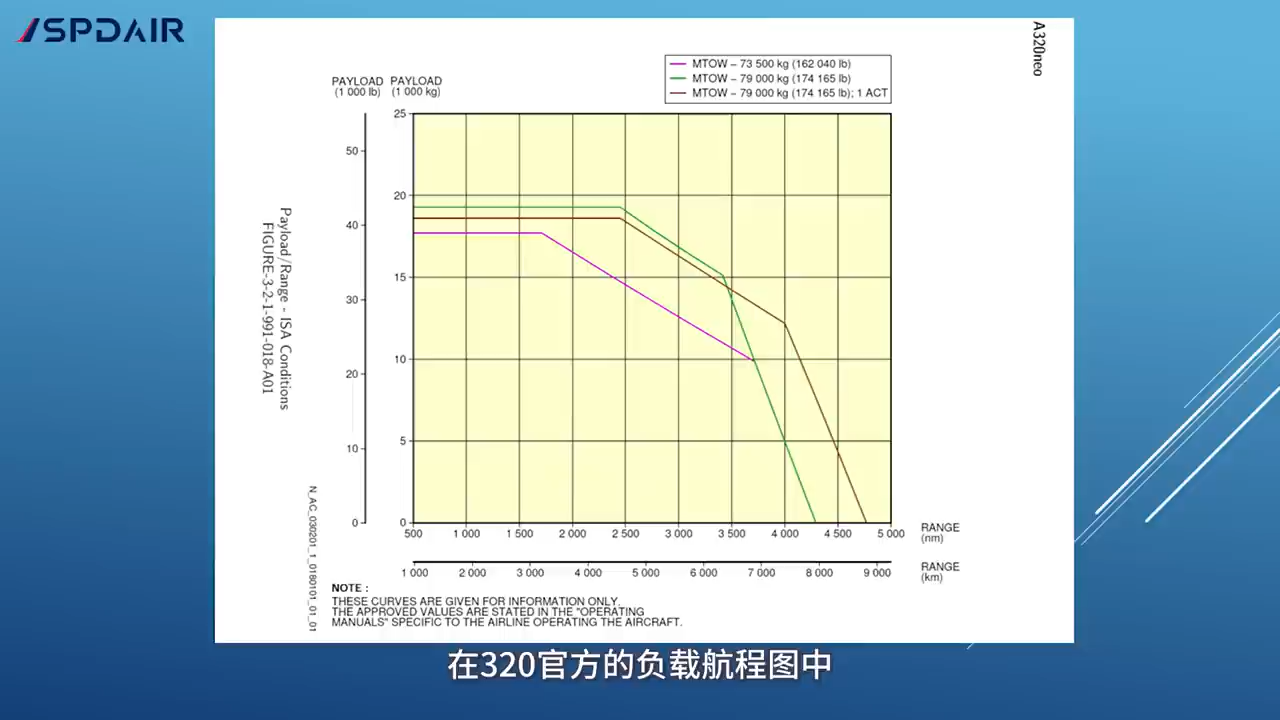 SPDAIR
A320neo
MTOW – 73 500 kg (162 040 lb)
MTOW – 79 000 kg (174 165 lb)
MTOW – 79 000 kg (174 165 lb); 1 ACT
PAYLOAD PAYLOAD
(1 000 lb) (1 000 kg)
25
50
20
40
15
30
10
20
5
10
0 0
500 1 000 1 500 2 000 2 500 3 000 3 500 4 000 4 500 5 000
RANGE
(nm)
1 000 2 000 3 000 4 000 5 000 6 000 7 000 8 000 9 000
RANGE
(km)
Payload/Range - ISA Conditions
FIGURE-3-2-1-991-018-A01
N_AC_030201_1_0180101_01_01
NOTE :
THESE CURVES ARE GIVEN FOR INFORMATION ONLY.
THE APPROVED VALUES ARE STATED IN THE "OPERATING
MANUALS" SPECIFIC TO THE AIRLINE OPERATING THE AIRCRAFT.
在320官方的负载航程图中